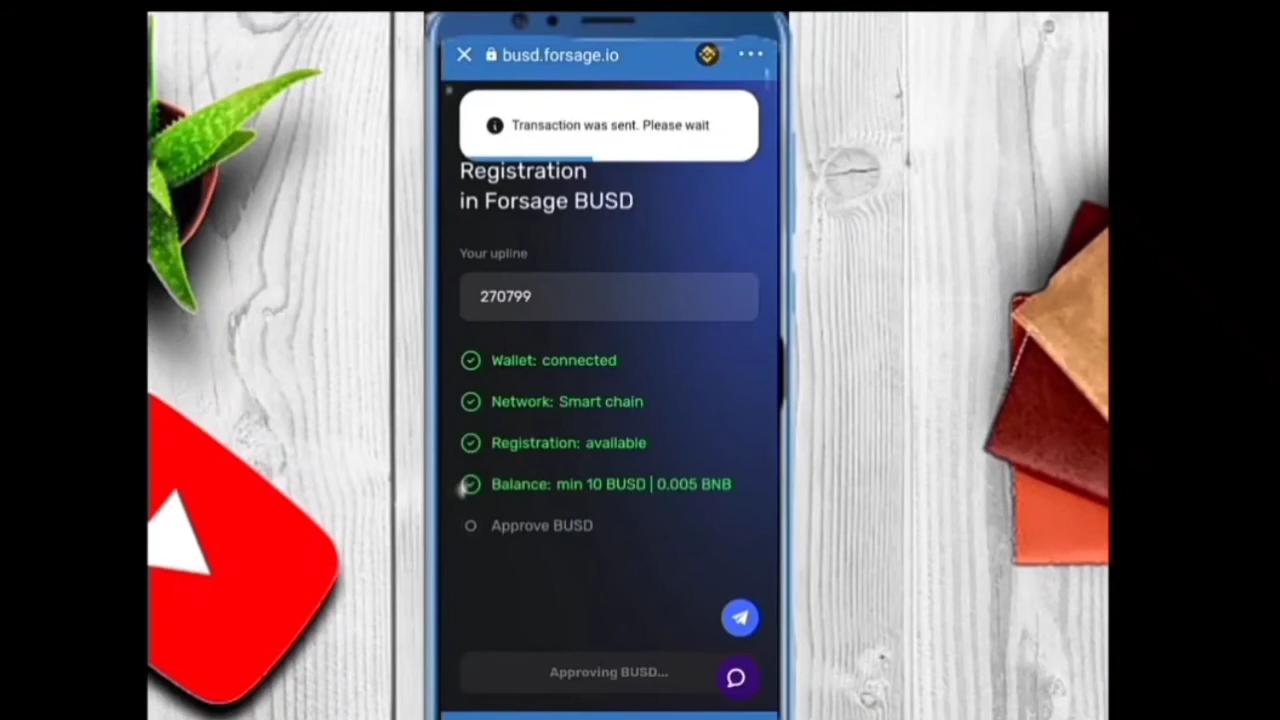 busd.forsage.io
Transaction was sent. Please wait
Registration
in Forsage BUSD
Your upline
270799
Wallet: connected
Network: Smart chain
Registration: available
Balance: min 10 BUSD | 0.005 BNB
Approve BUSD
Approving BUSD...